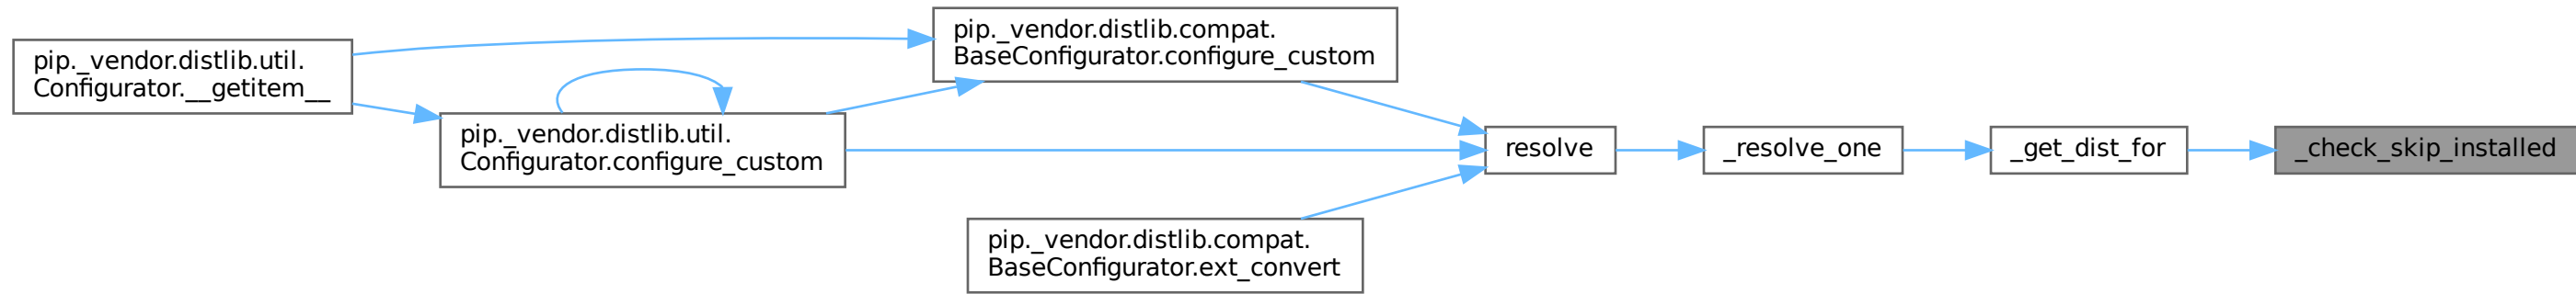 pip._vendor.distlib.util.
Configurator.__getitem__
pip._vendor.distlib.util.
Configurator.configure_custom
pip._vendor.distlib.compat.
BaseConfigurator.configure_custom
pip._vendor.distlib.compat.
BaseConfigurator.ext_convert
resolve
_resolve_one
_get_dist_for
_check_skip_installed